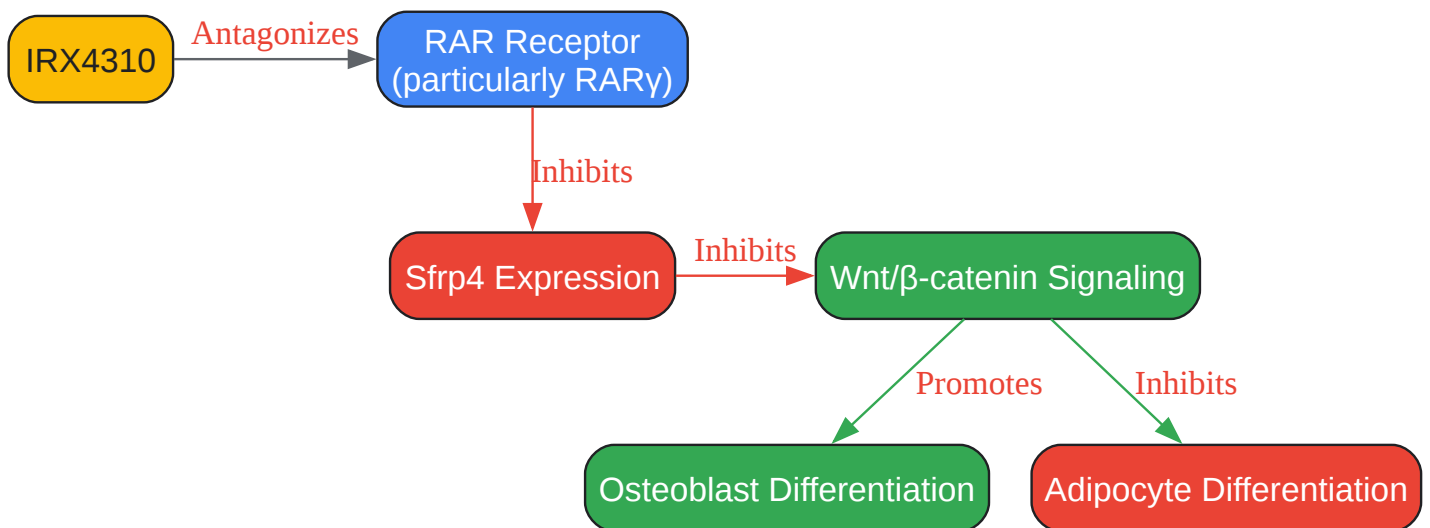 IRX4310
Antagonizes
RAR Receptor
(particularly RARγ)
Inhibits
Sfrp4 Expression
Inhibits
Wnt/β-catenin Signaling
Promotes
Inhibits
Osteoblast Differentiation
Adipocyte Differentiation